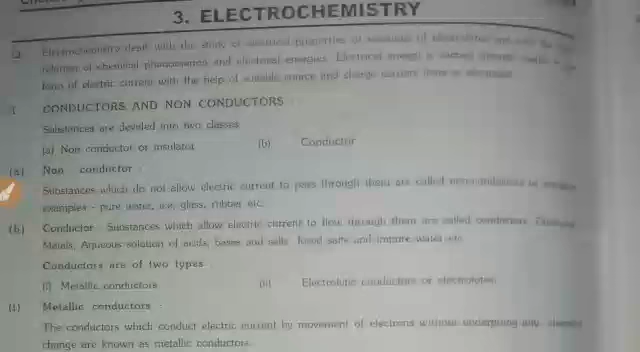 3. ELECTROCHEMISTRY
Electrochemistry deals with the study of electrical properties of solutions of electrolytes and with the
relation of chemical phenomenon and electrical energies. Electrical energy is carried through matter in the
form of electric current with the help of suitable source and charge carriers (ions or electrons)
1. CONDUCTORS AND NON CONDUCTORS
Substances are devided into two classes
(a) Non conductor or insulator (b) Conductor
(a) Non conductor :
Substances which do not allow electric current to pass through them are called non-conductors or
examples - pure water, ice, glass, rubber etc.
(b) Conductor Substances which allow electric current to flow through them are called conductors.
Metals, Aqueous solution of acids, bases and salts, fused salts and impure water etc.
Conductors are of two types
(i) Metallic conductors (ii) Electrolytic conductors or electrolytes
(i) Metallic conductors :
The conductors which conduct electric current by movement of electrons without undergoing any
change are known as metallic conductors.